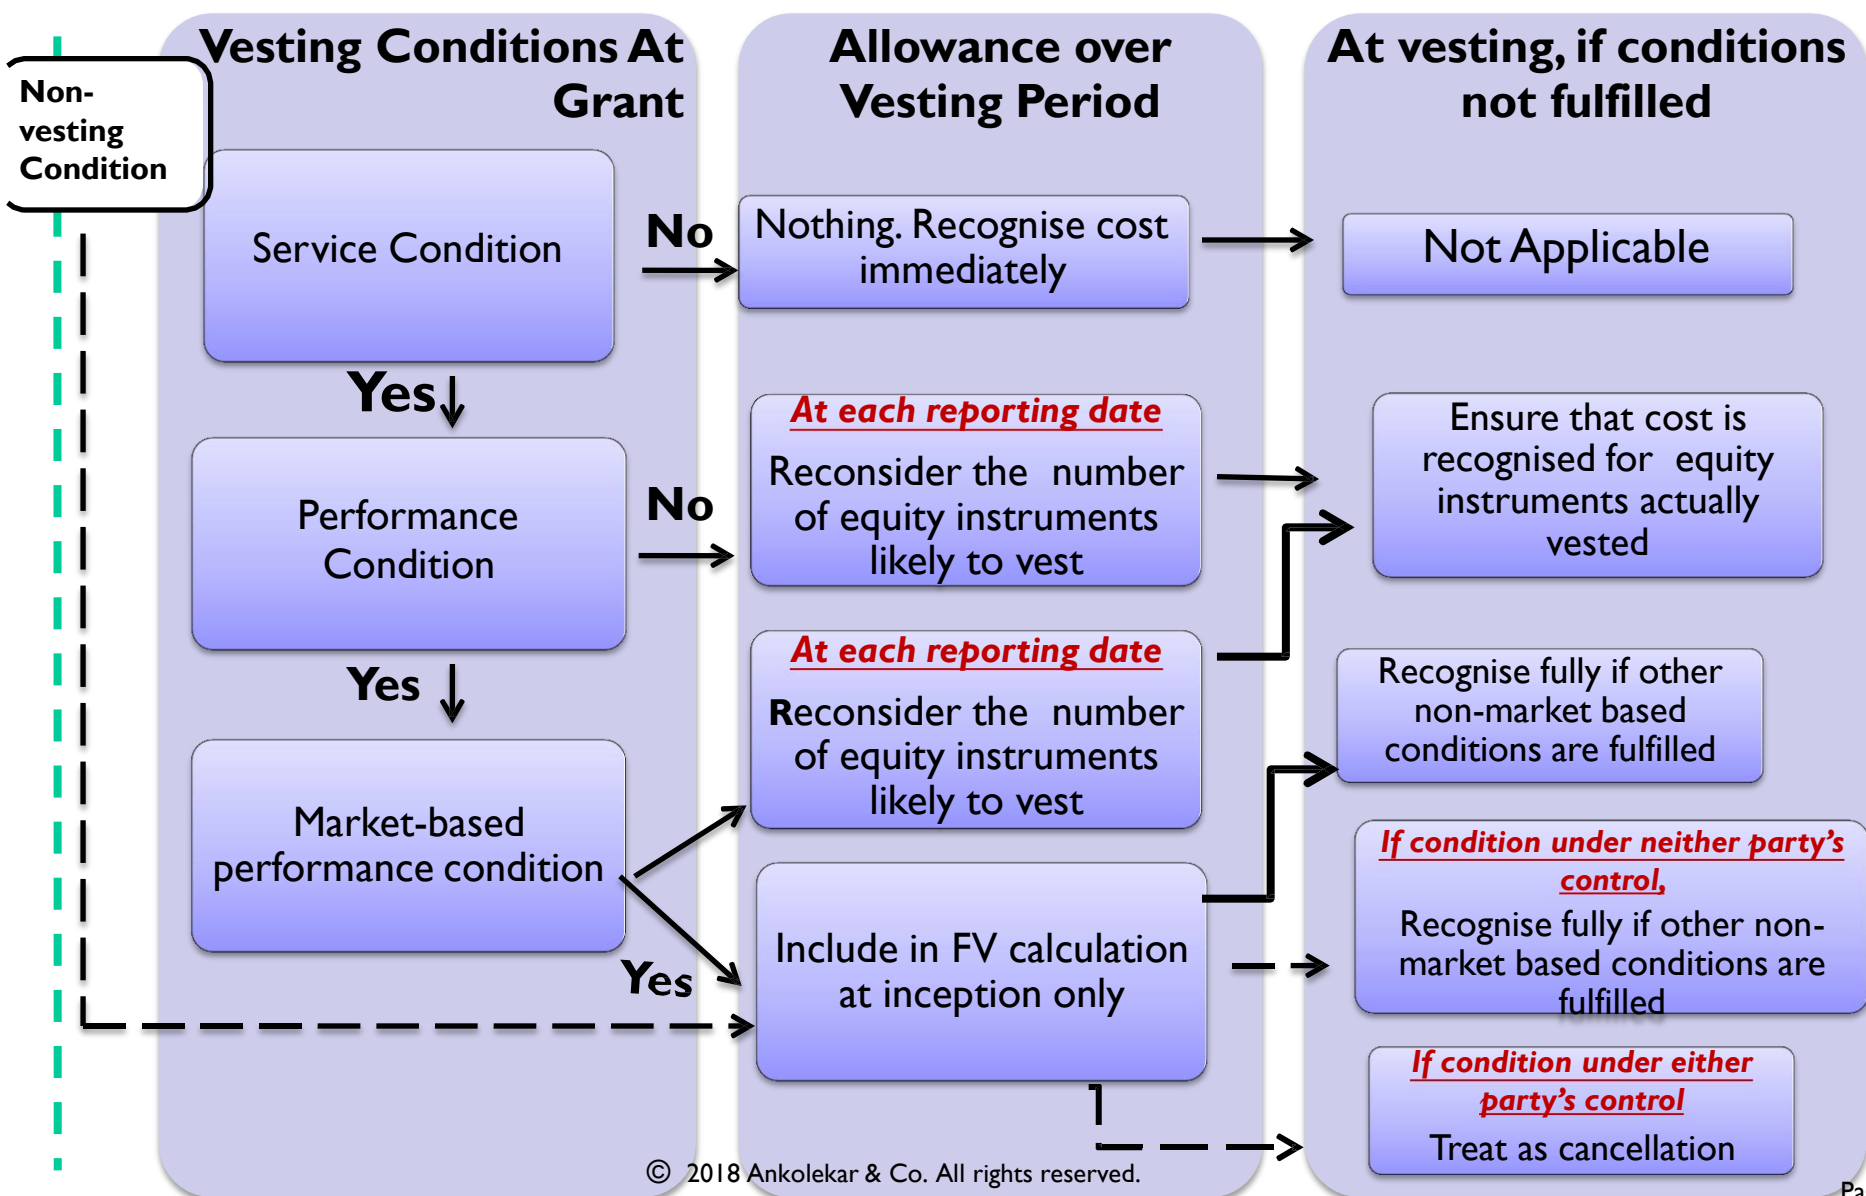 Non-
vesting
Condition
Vesting Conditions At
Grant
Service Condition
No
Yes
Performance
Condition
No
Yes
Market-based
performance condition
Yes
Allowance over
Vesting Period
Nothing. Recognise cost
immediately
At each reporting date
Reconsider the number
of equity instruments
likely to vest
At each reporting date
Reconsider the number
of equity instruments
likely to vest
Include in FV calculation
at inception only
At vesting, if conditions
not fulfilled
Not Applicable
Ensure that cost is
recognised for equity
instruments actually
vested
Recognise fully if other
non-market based
conditions are fulfilled
If condition under neither party's
control,
Recognise fully if other non-
market based conditions are
fulfilled
If condition under either
party's control
Treat as cancellation
© 2018 Ankolekar & Co. All rights reserved.
Pa